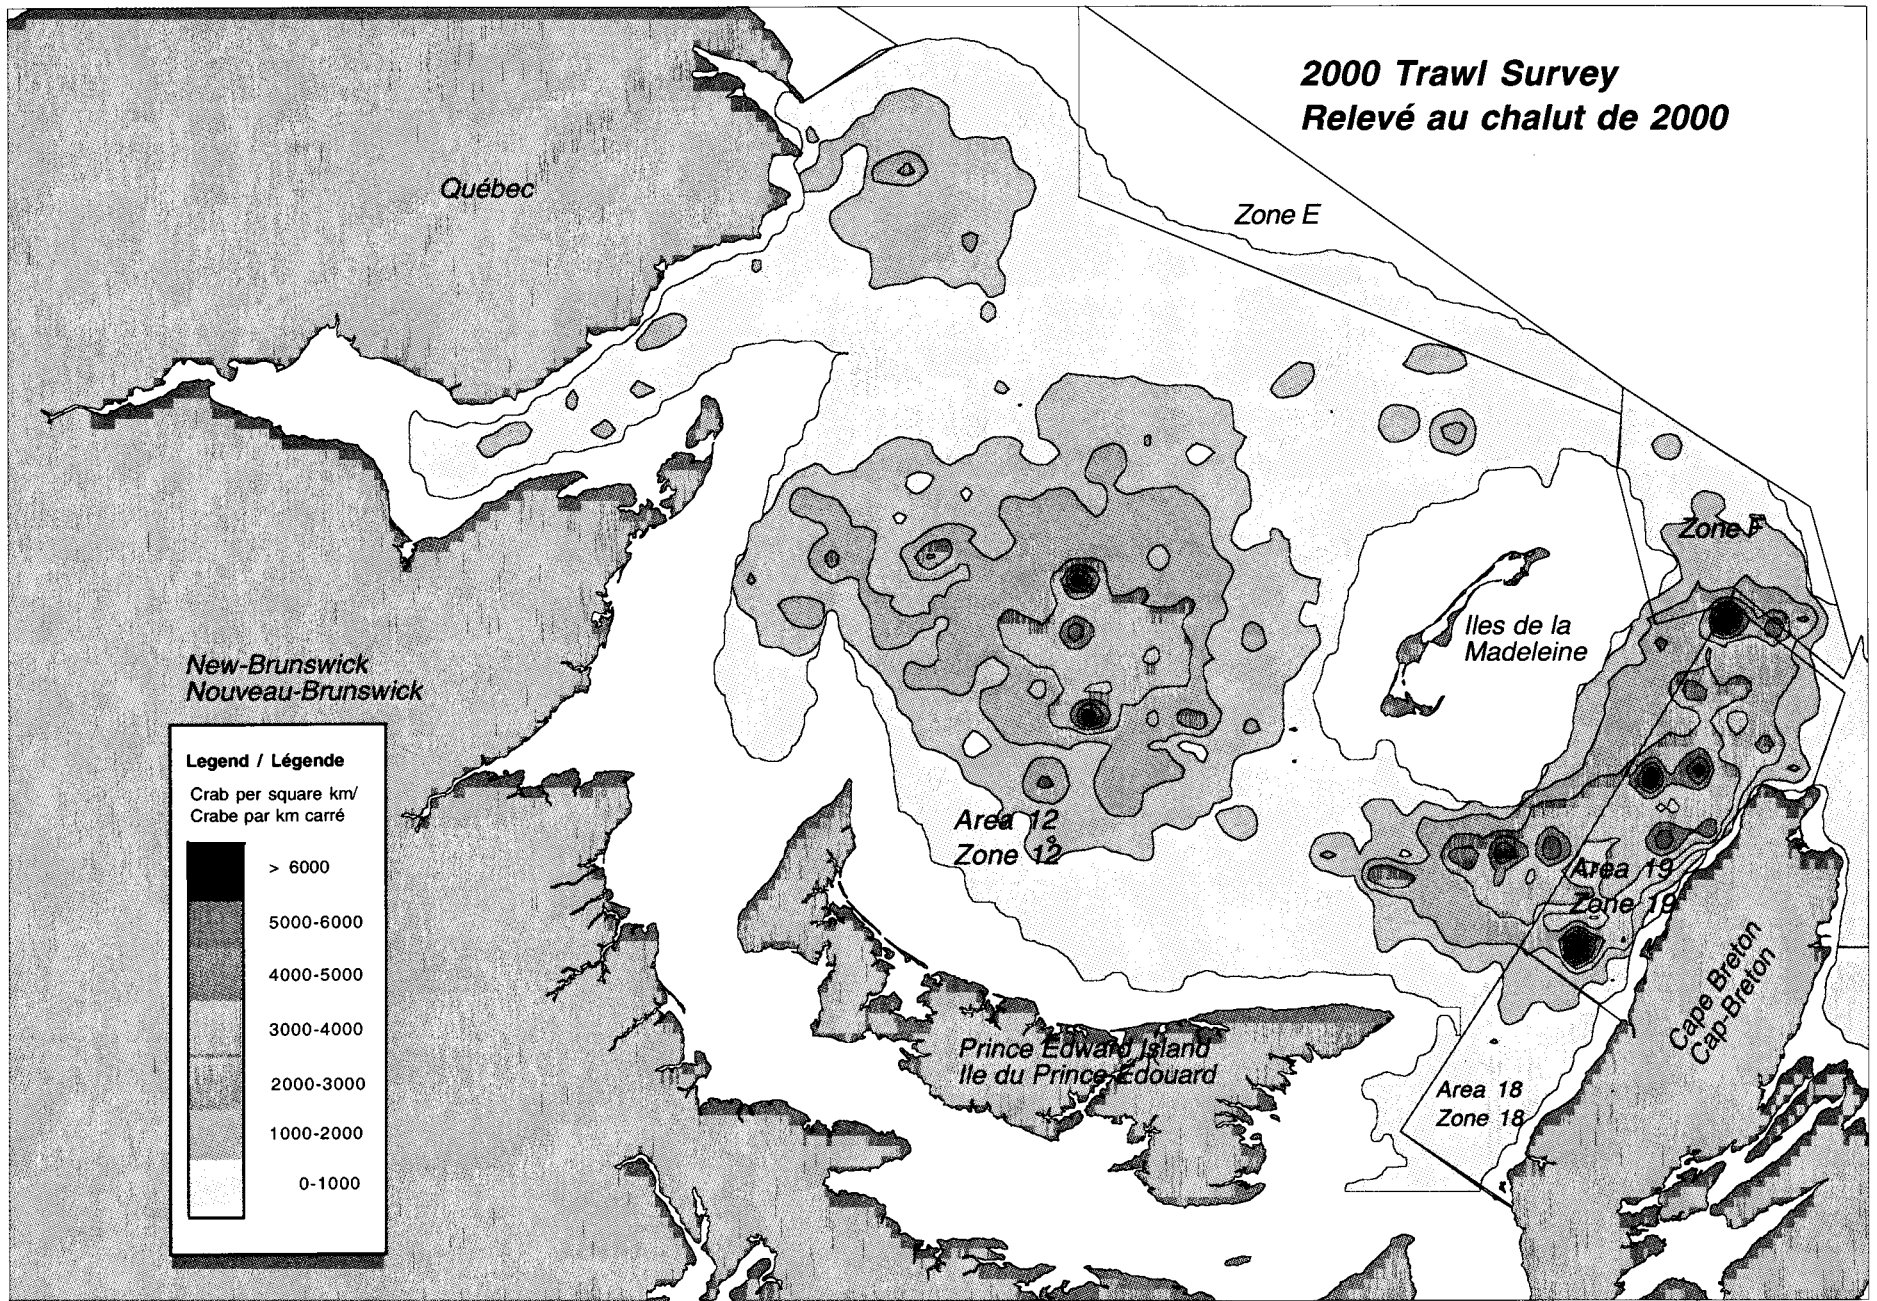 2000 Trawl Survey
Relevé au chalut de 2000
Québec
Zone E
Zone F
Iles de la
Madeleine
New-Brunswick
Nouveau-Brunswick
Legend / Légende
Crab per square km/
Crabe par km carré
> 6000
5000-6000
4000-5000
3000-4000
2000-3000
1000-2000
0-1000
Area 12
Zone 12
Area 19
Zone 19
Cape Breton
Cap-Breton
Prince Edward Island
Ile du Prince-Edouard
Area 18
Zone 18